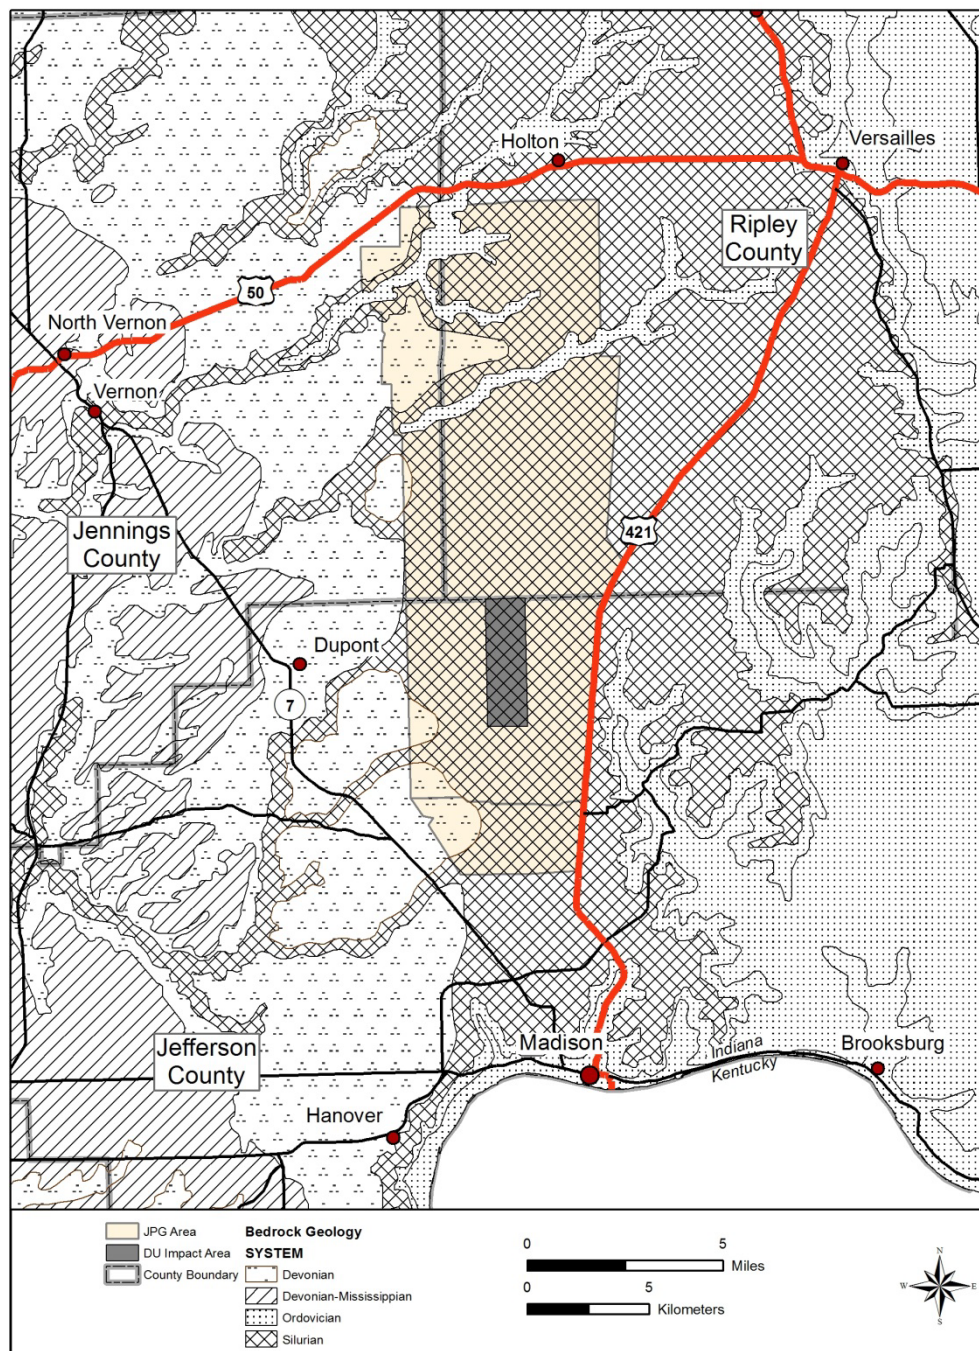 Holton
Versailles
Ripley
County
50
North Vernon
Vernon
421
Jennings
County
Dupont
7
Madison
Indiana
Kentucky
Brooksburg
Jefferson
County
Hanover
JPG Area
DU Impact Area
County Boundary
Bedrock Geology
SYSTEM
Devonian
Devonian-Mississippian
Ordovician
Silurian
0 5
Miles
0 5
Kilometers
N
W E
S